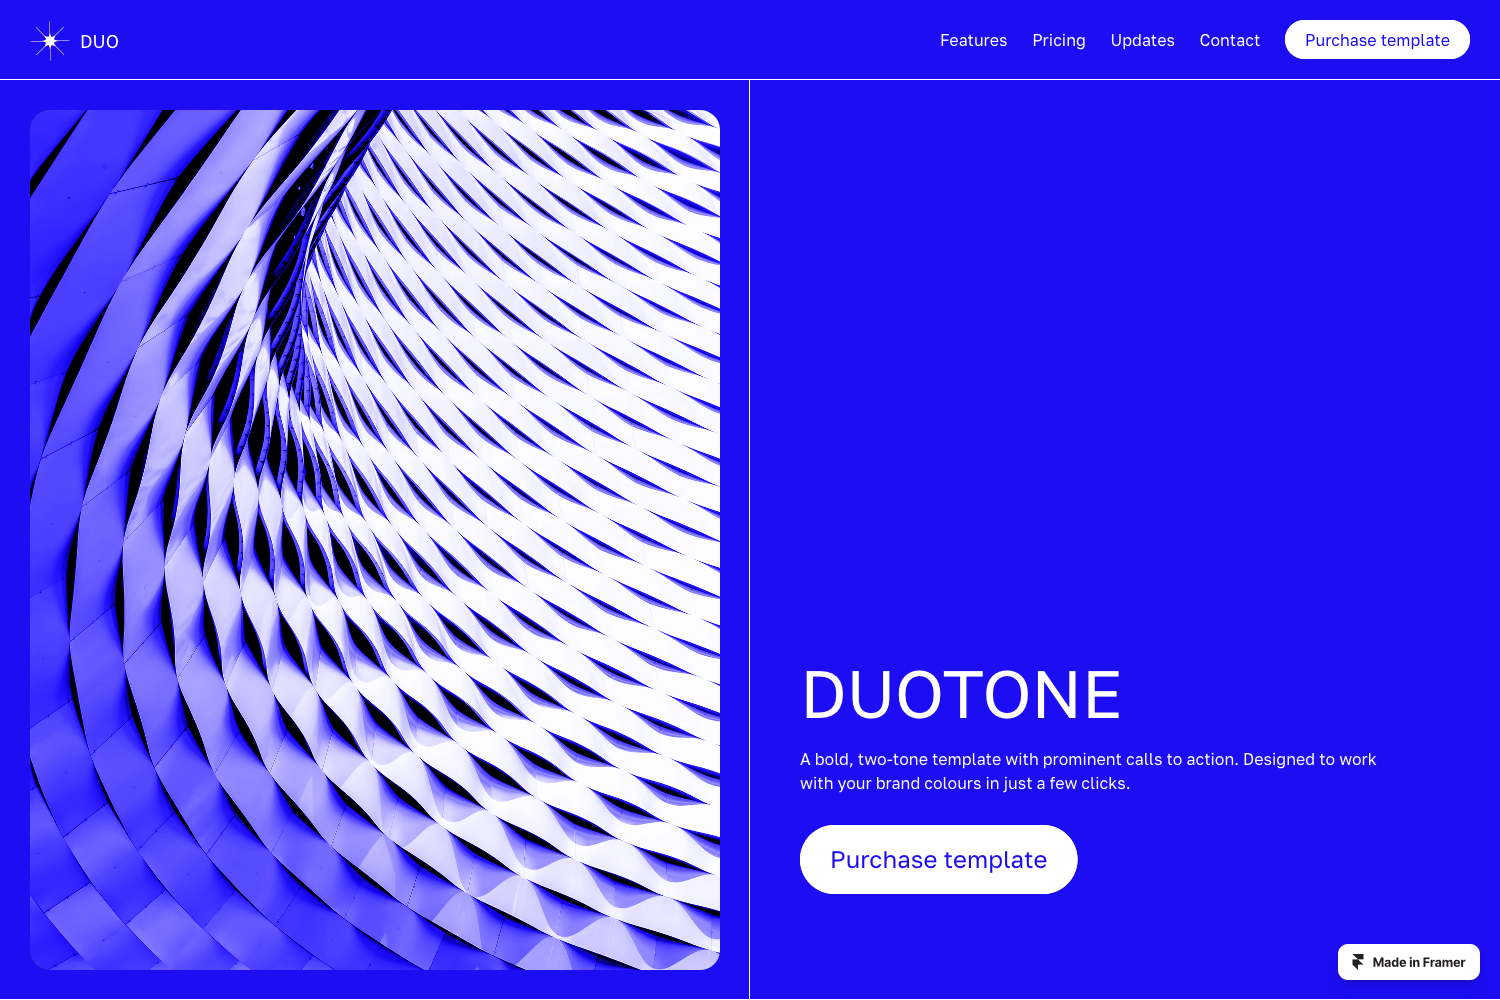 DUO
Features
Pricing
Updates
Contact
Purchase template
DUOTONE
A bold, two-tone template with prominent calls to action. Designed to work
with your brand colours in just a few clicks.
Purchase template
Made in Framer